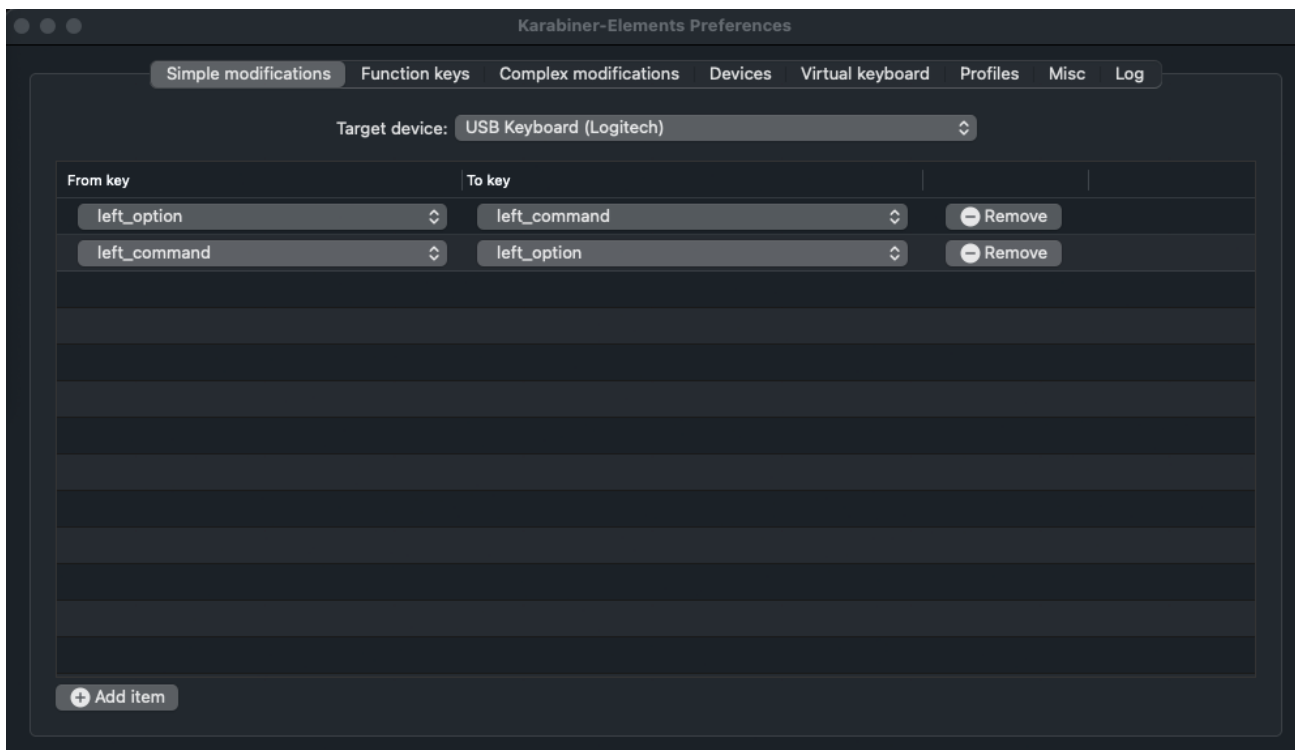 Karabiner-Elements Preferences
Simple modifications Function keys Complex modifications Devices Virtual keyboard Profiles Misc Log
Target device: USB Keyboard (Logitech)
From key To key
left_option left_command Remove
left_command left_option Remove
Add item